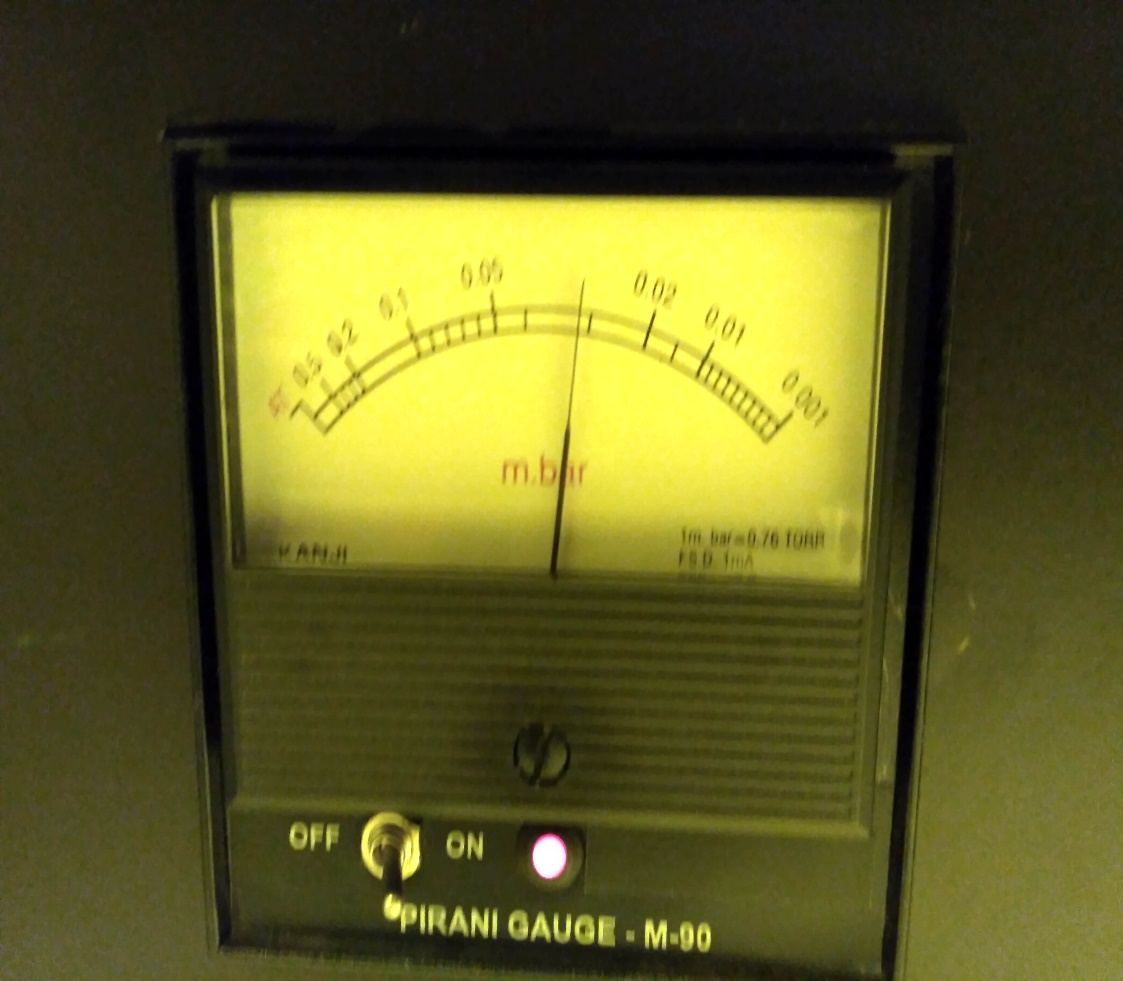 0.5 0.2 0.1 0.05 0.02 0.01 0.001
m.bar
KANJI
1m. bar=0.76 TORR
F.S.D. 1mA
OFF ON
PIRANI GAUGE - M-90